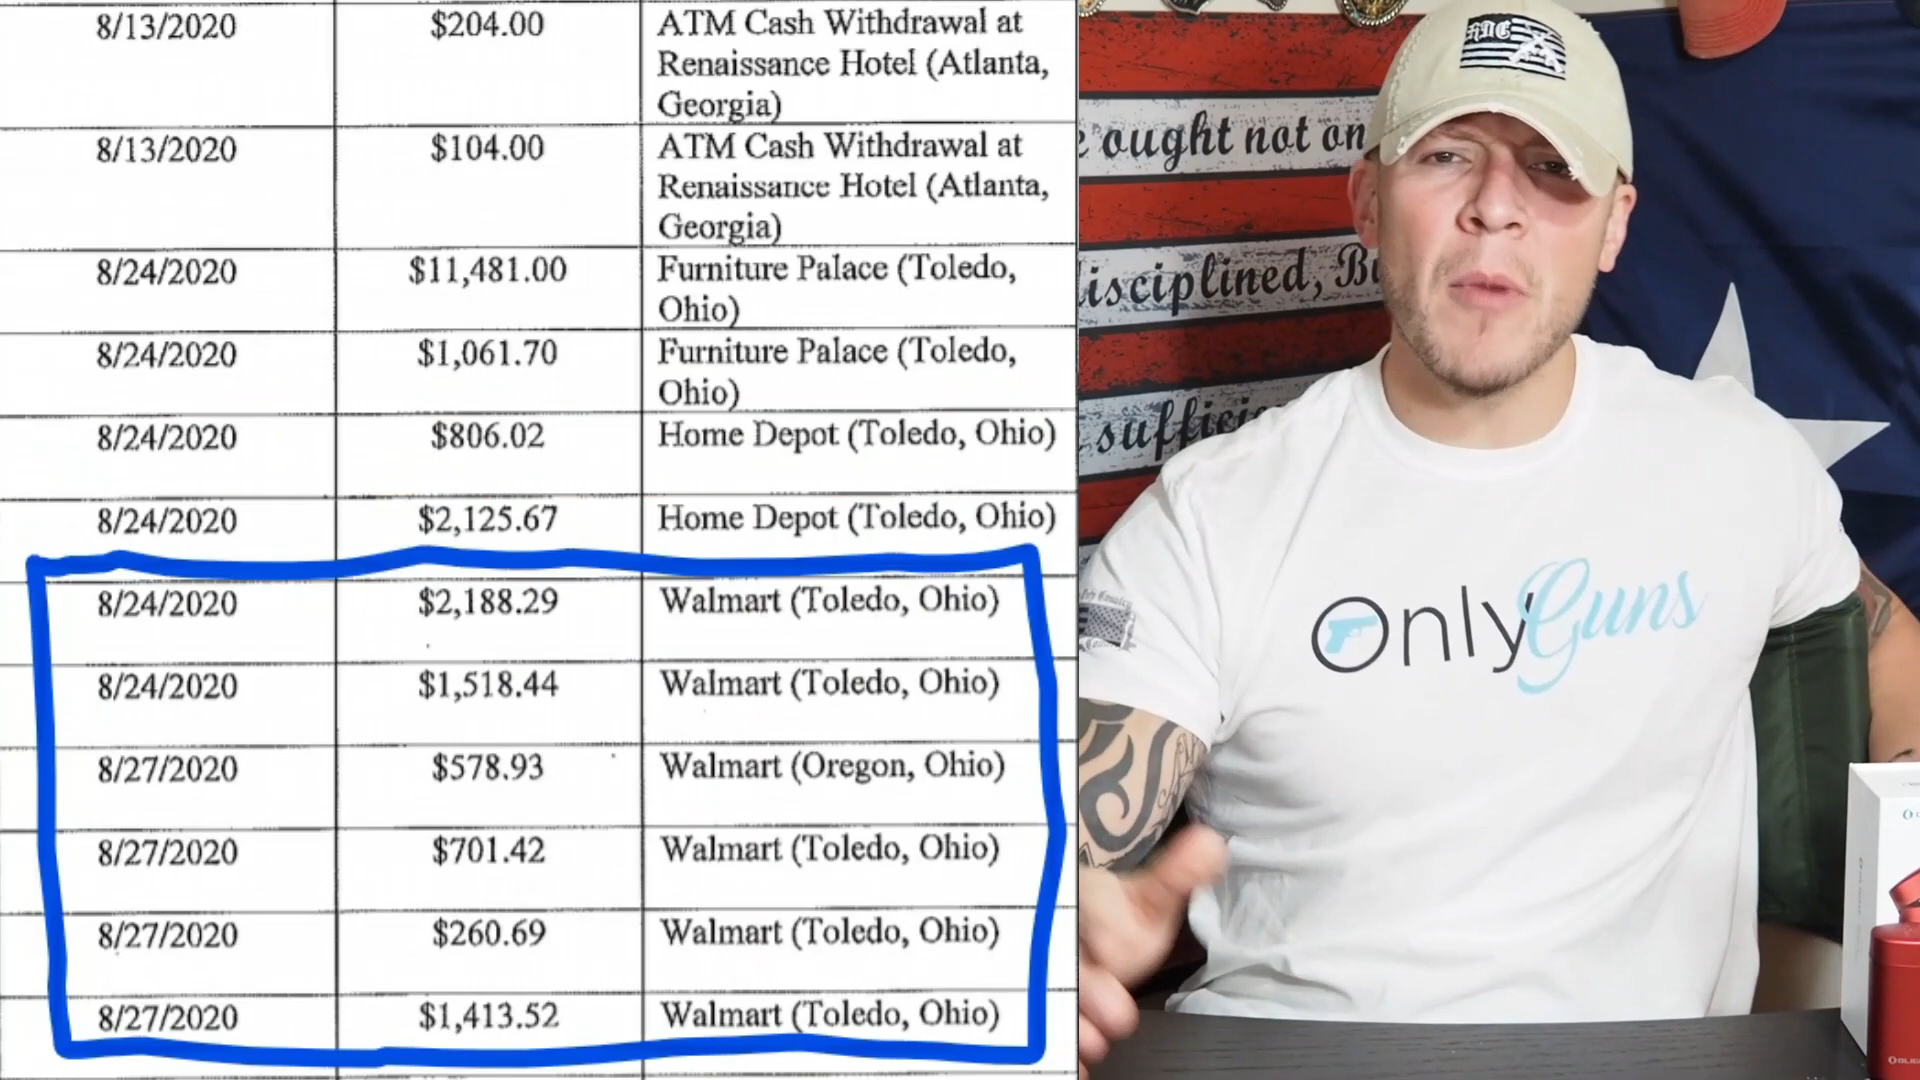 8/13/2020 $204.00 ATM Cash Withdrawal at
Renaissance Hotel (Atlanta,
Georgia)
8/13/2020 $104.00 ATM Cash Withdrawal at
Renaissance Hotel (Atlanta,
Georgia)
8/24/2020 $11,481.00 Furniture Palace (Toledo,
Ohio)
8/24/2020 $1,061.70 Furniture Palace (Toledo,
Ohio)
8/24/2020 $806.02 Home Depot (Toledo, Ohio)
8/24/2020 $2,125.67 Home Depot (Toledo, Ohio)
8/24/2020 $2,188.29 Walmart (Toledo, Ohio)
8/24/2020 $1,518.44 Walmart (Toledo, Ohio)
8/27/2020 $578.93 Walmart (Oregon, Ohio)
8/27/2020 $701.42 Walmart (Toledo, Ohio)
8/27/2020 $260.69 Walmart (Toledo, Ohio)
8/27/2020 $1,413.52 Walmart (Toledo, Ohio)
RDC
ought not on
disciplined, Bu
suffici
OnlyGuns